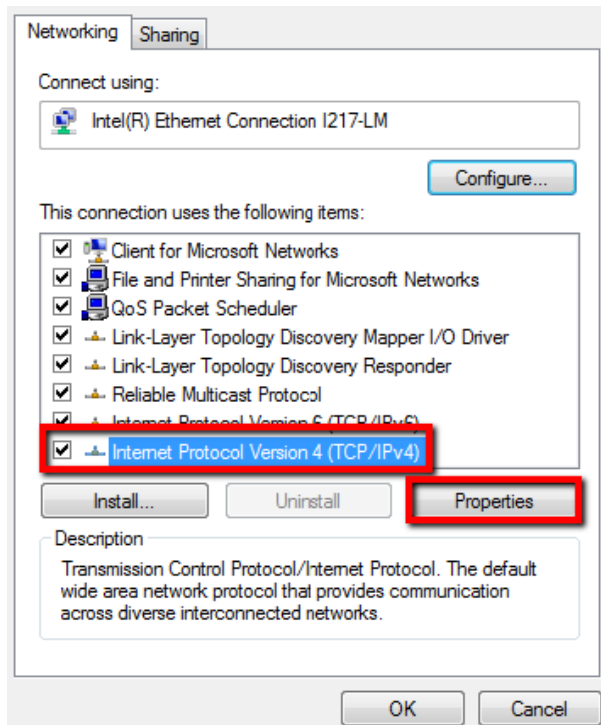 Networking Sharing
Connect using:
Intel(R) Ethernet Connection I217-LM
Configure...
This connection uses the following items:
Client for Microsoft Networks
File and Printer Sharing for Microsoft Networks
QoS Packet Scheduler
Link-Layer Topology Discovery Mapper I/O Driver
Link-Layer Topology Discovery Responder
Reliable Multicast Protocol
Internet Protocol Version 6 (TCP/IPv6)
Internet Protocol Version 4 (TCP/IPv4)
Install... Uninstall Properties
Description
Transmission Control Protocol/Internet Protocol. The default
wide area network protocol that provides communication
across diverse interconnected networks.
OK Cancel